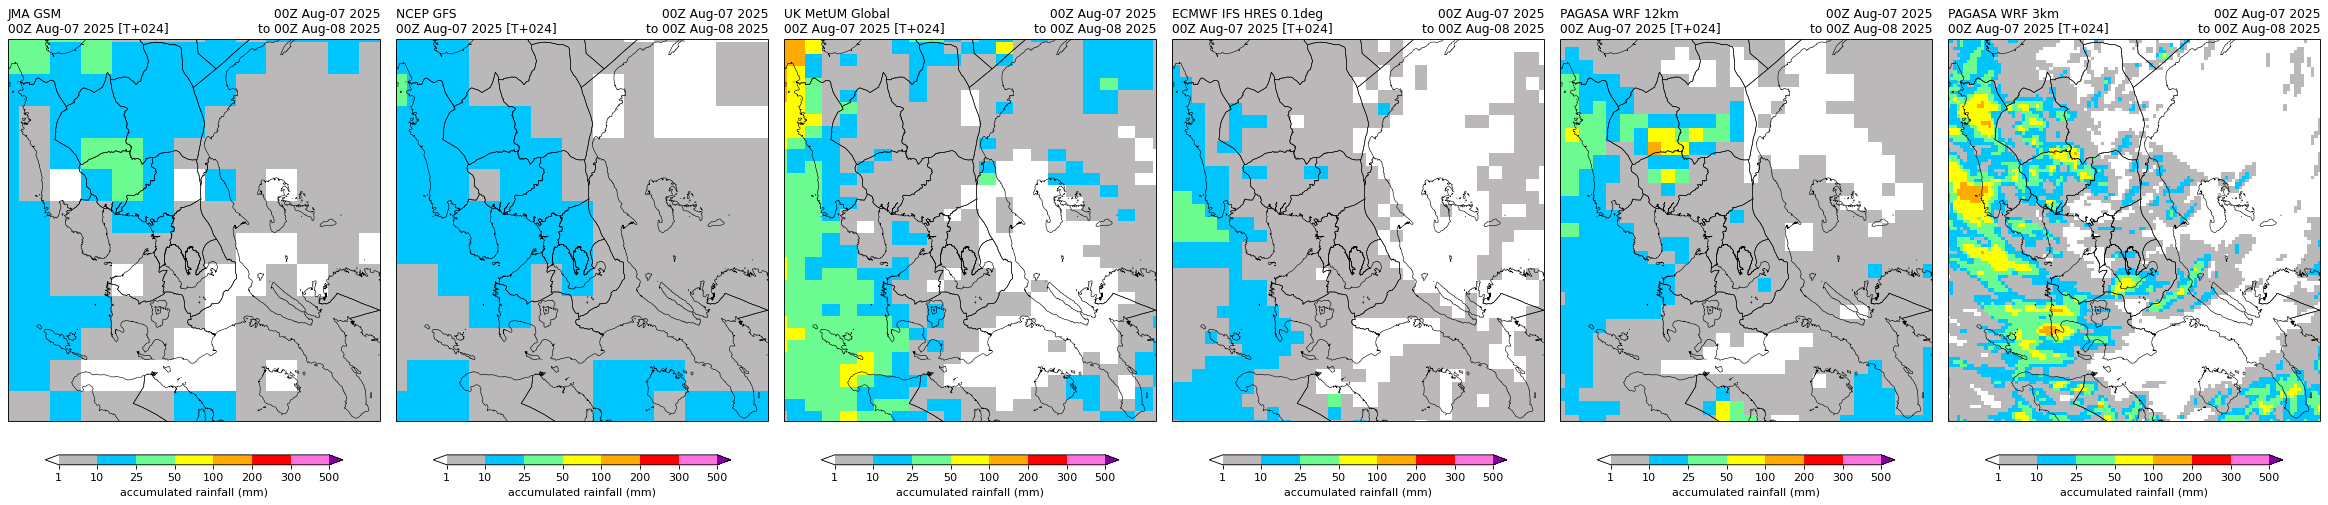 JMA GSM 00Z Aug-07 2025
00Z Aug-07 2025 [T+024] to 00Z Aug-08 2025
1 10 25 50 100 200 300 500
accumulated rainfall (mm)
NCEP GFS 00Z Aug-07 2025
00Z Aug-07 2025 [T+024] to 00Z Aug-08 2025
1 10 25 50 100 200 300 500
accumulated rainfall (mm)
UK MetUM Global 00Z Aug-07 2025
00Z Aug-07 2025 [T+024] to 00Z Aug-08 2025
1 10 25 50 100 200 300 500
accumulated rainfall (mm)
ECMWF IFS HRES 0.1deg 00Z Aug-07 2025
00Z Aug-07 2025 [T+024] to 00Z Aug-08 2025
1 10 25 50 100 200 300 500
accumulated rainfall (mm)
PAGASA WRF 12km 00Z Aug-07 2025
00Z Aug-07 2025 [T+024] to 00Z Aug-08 2025
1 10 25 50 100 200 300 500
accumulated rainfall (mm)
PAGASA WRF 3km 00Z Aug-07 2025
00Z Aug-07 2025 [T+024] to 00Z Aug-08 2025
1 10 25 50 100 200 300 500
accumulated rainfall (mm)